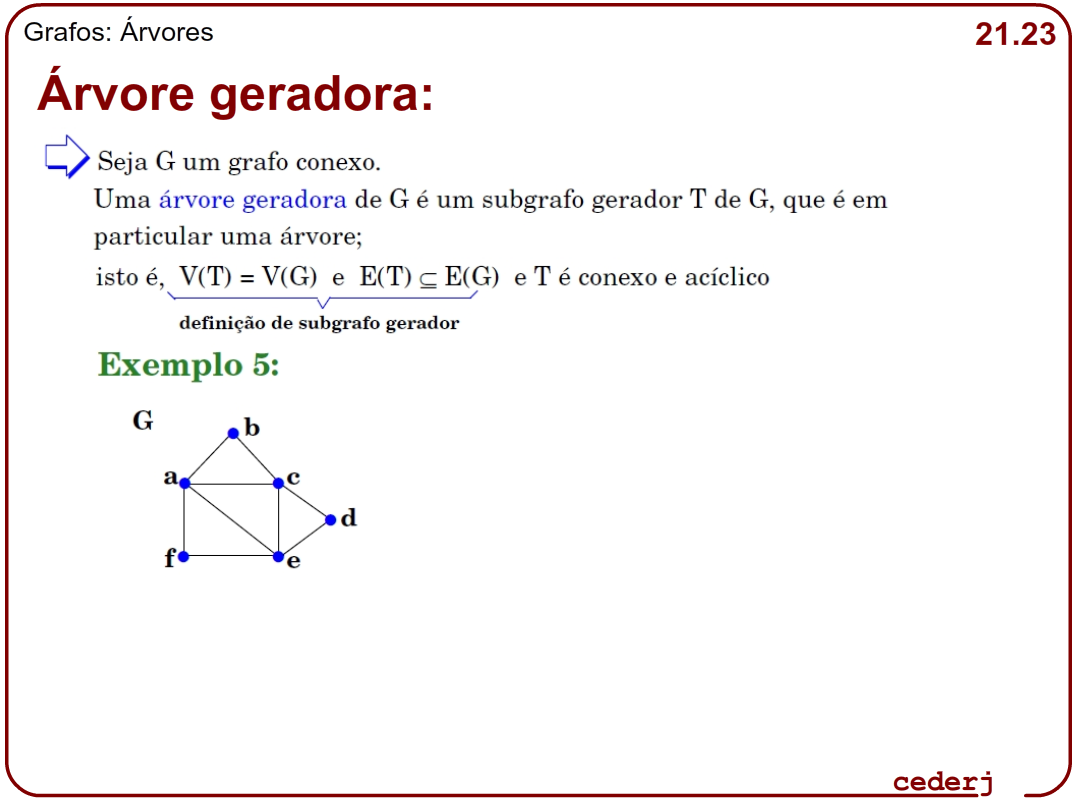 Grafos: Árvores
21.23
Árvore geradora:
Seja G um grafo conexo.
Uma árvore geradora de G é um subgrafo gerador T de G, que é em
particular uma árvore;
isto é, V(T) = V(G) e E(T) ⊆ E(G) e T é conexo e acíclico
definição de subgrafo gerador
Exemplo 5:
G
b
a
c
d
f
e
cederj